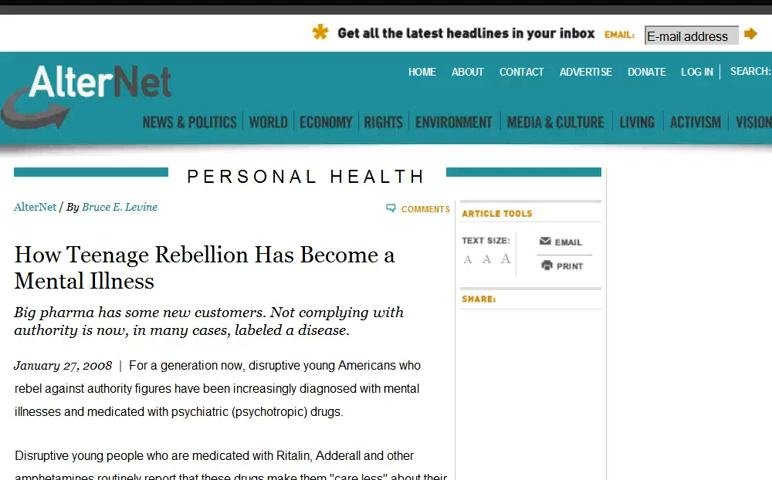 Get all the latest headlines in your inbox EMAIL: E-mail address
AlterNet
HOME ABOUT CONTACT ADVERTISE DONATE LOG IN SEARCH:
NEWS & POLITICS WORLD ECONOMY RIGHTS ENVIRONMENT MEDIA & CULTURE LIVING ACTIVISM VISION
PERSONAL HEALTH
AlterNet / By Bruce E. Levine
COMMENTS
How Teenage Rebellion Has Become a
Mental Illness
Big pharma has some new customers. Not complying with
authority is now, in many cases, labeled a disease.
January 27, 2008 | For a generation now, disruptive young Americans who
rebel against authority figures have been increasingly diagnosed with mental
illnesses and medicated with psychiatric (psychotropic) drugs.
Disruptive young people who are medicated with Ritalin, Adderall and other
amphetamines routinely report that these drugs make them "care less" about their
ARTICLE TOOLS
TEXT SIZE:
A A A
EMAIL
PRINT
SHARE: